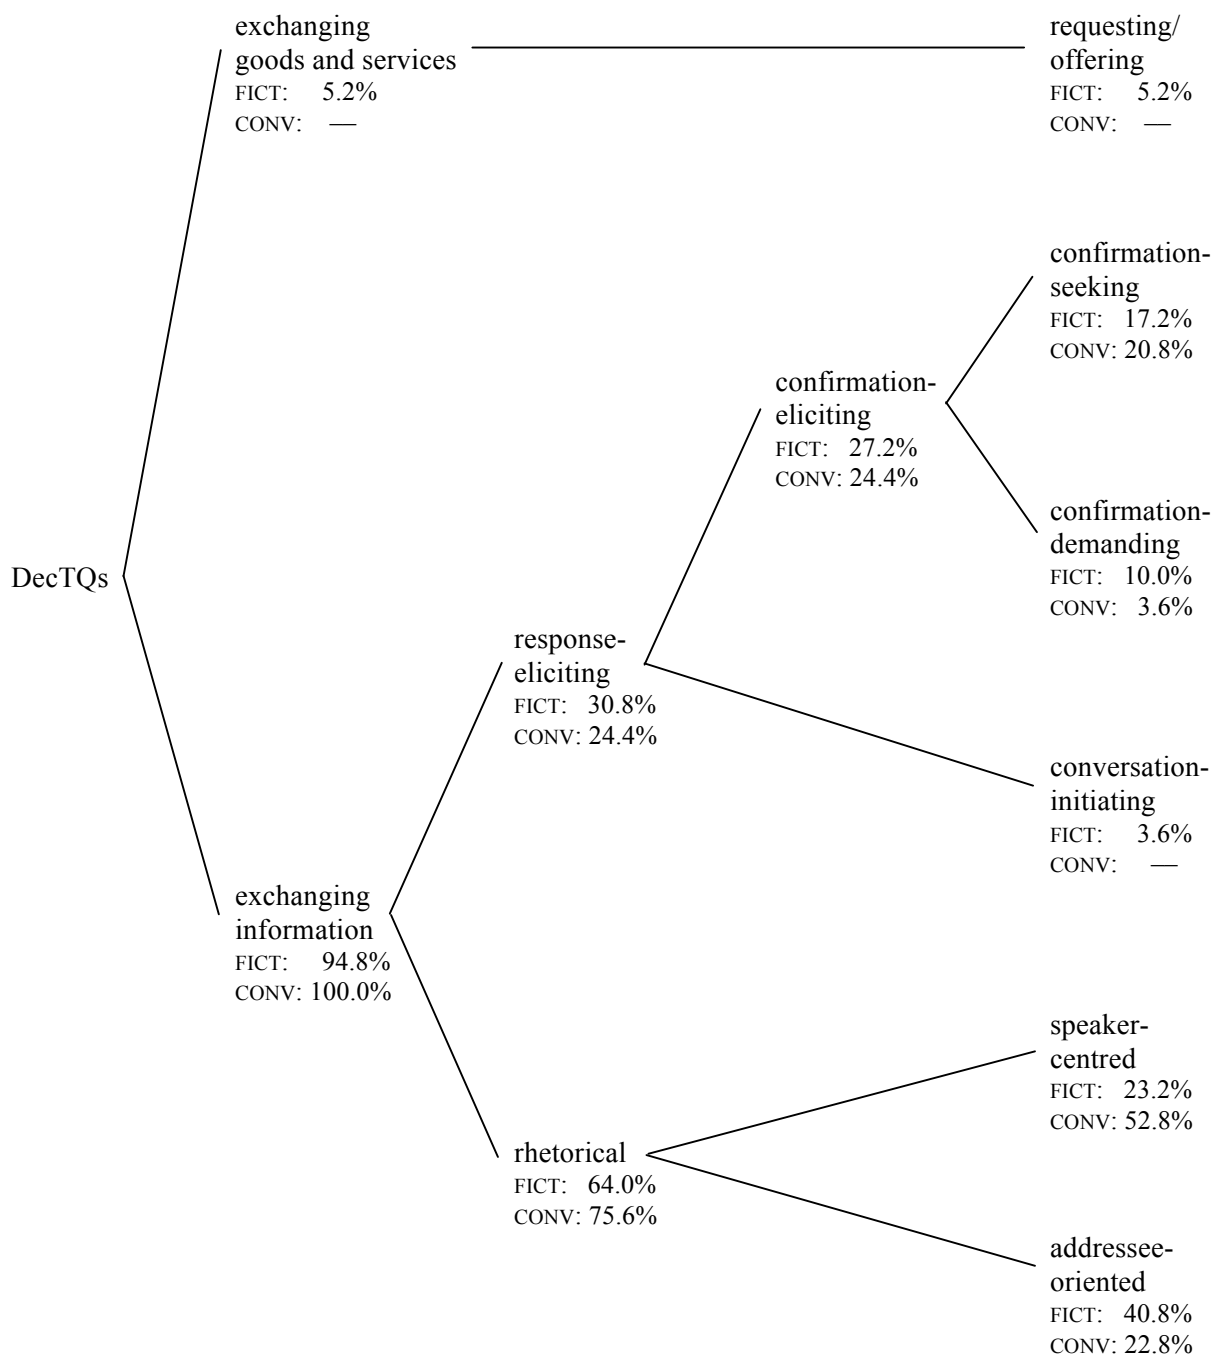 exchanging
goods and services
FICT: 5.2%
CONV: —
requesting/
offering
FICT: 5.2%
CONV: —
confirmation-
seeking
FICT: 17.2%
CONV: 20.8%
confirmation-
eliciting
FICT: 27.2%
CONV: 24.4%
confirmation-
demanding
FICT: 10.0%
CONV: 3.6%
DecTQs
response-
eliciting
FICT: 30.8%
CONV: 24.4%
conversation-
initiating
FICT: 3.6%
CONV: —
exchanging
information
FICT: 94.8%
CONV: 100.0%
speaker-
centred
FICT: 23.2%
CONV: 52.8%
rhetorical
FICT: 64.0%
CONV: 75.6%
addressee-
oriented
FICT: 40.8%
CONV: 22.8%